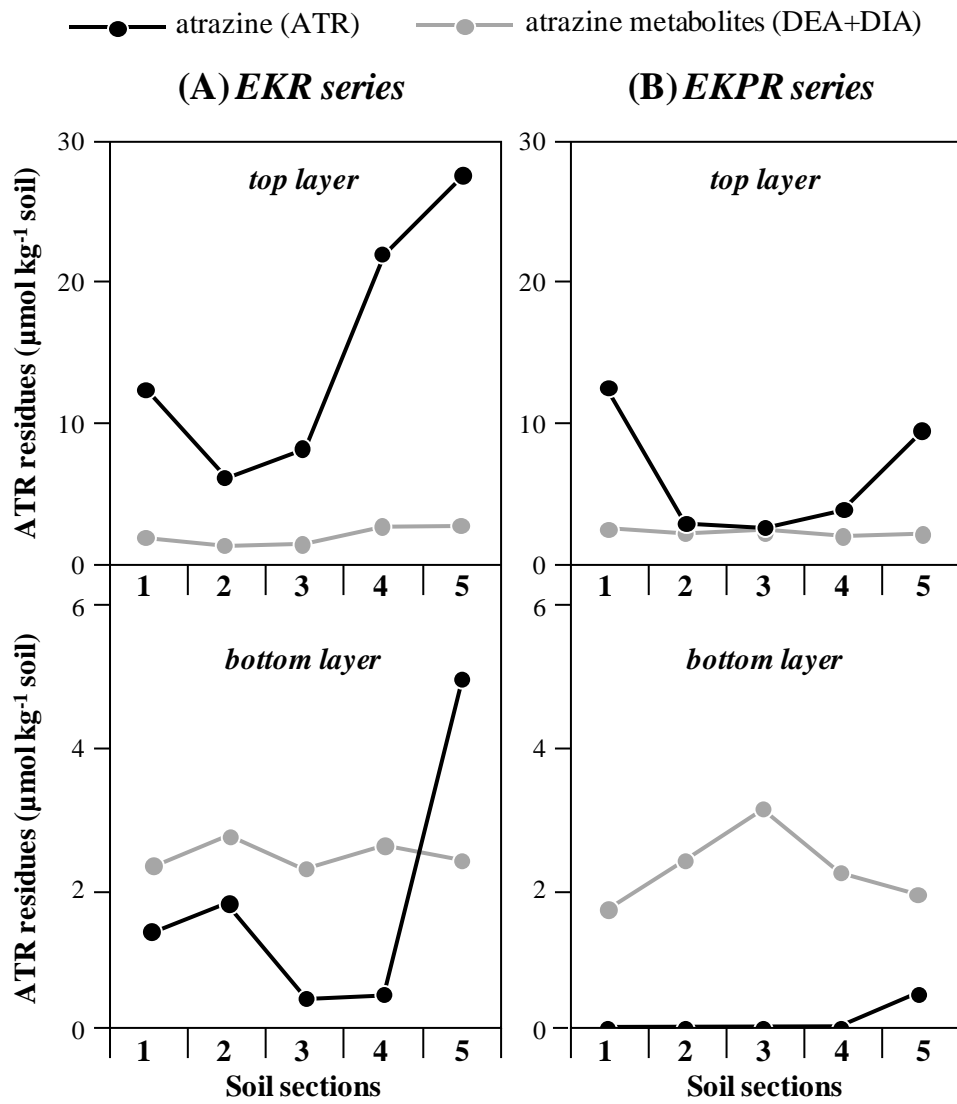 atrazine (ATR) atrazine metabolites (DEA+DIA)
(A) EKR series (B) EKPR series
ATR residues (µmol kg-1 soil)
30
20
10
0
top layer
1 2 3 4 5
30
20
10
0
top layer
1 2 3 4 5
ATR residues (µmol kg-1 soil)
6
4
2
0
bottom layer
1 2 3 4 5
Soil sections
6
4
2
0
bottom layer
1 2 3 4 5
Soil sections